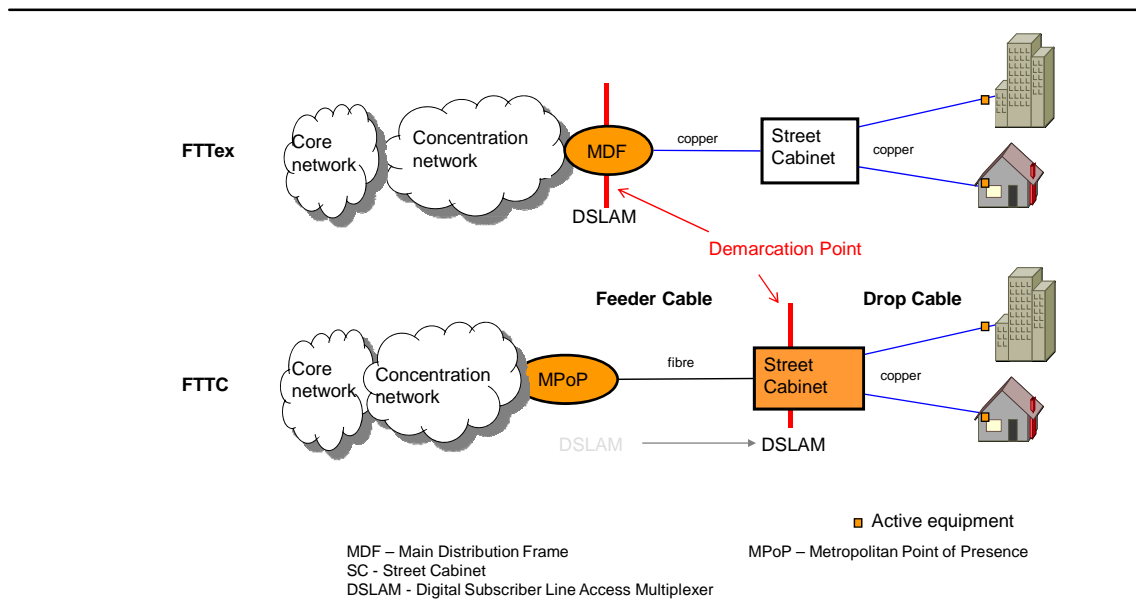 FTTex
Core
network
Concentration
network
MDF
copper
Street
Cabinet
copper
DSLAM
Demarcation Point
Feeder Cable
Drop Cable
FTTC
Core
network
Concentration
network
MPoP
fibre
Street
Cabinet
copper
DSLAM
DSLAM
Active equipment
MDF – Main Distribution Frame
MPoP – Metropolitan Point of Presence
SC - Street Cabinet
DSLAM - Digital Subscriber Line Access Multiplexer